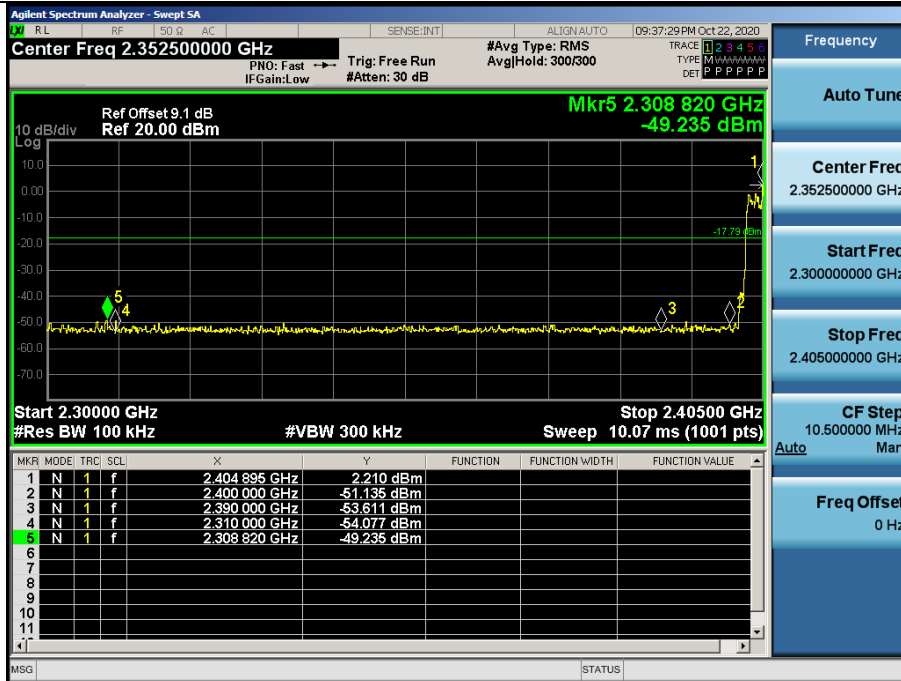 Agilent Spectrum Analyzer - Swept SA
LXI RL RF 50 Ω AC SENSE:INT ALIGN AUTO 09:37:29 PM Oct 22, 2020
Center Freq 2.352500000 GHz
PNO: Fast
IFGain:Low
Trig: Free Run
#Atten: 30 dB
#Avg Type: RMS
Avg|Hold: 300/300
TRACE 1 2 3 4 5 6
TYPE M
DET P P P P P P
Ref Offset 9.1 dB
Ref 20.00 dBm
10 dB/div
Log
Mkr5 2.308 820 GHz
-49.235 dBm
10.0
0.00
-10.0
-20.0
-30.0
-40.0
-50.0
-60.0
-70.0
1
-17.79 dBm
5
4
3
2
Start 2.30000 GHz
Stop 2.40500 GHz
#Res BW 100 kHz
#VBW 300 kHz
Sweep 10.07 ms (1001 pts)
MKR MODE TRC SCL X Y FUNCTION FUNCTION WIDTH FUNCTION VALUE
1 N 1 f 2.404 895 GHz 2.210 dBm
2 N 1 f 2.400 000 GHz -51.135 dBm
3 N 1 f 2.390 000 GHz -53.611 dBm
4 N 1 f 2.310 000 GHz -54.077 dBm
5 N 1 f 2.308 820 GHz -49.235 dBm
6
7
8
9
10
11
MSG
STATUS
Frequency
Auto Tune
Center Freq
2.352500000 GHz
Start Freq
2.300000000 GHz
Stop Freq
2.405000000 GHz
CF Step
10.500000 MHz
Auto Man
Freq Offset
0 Hz